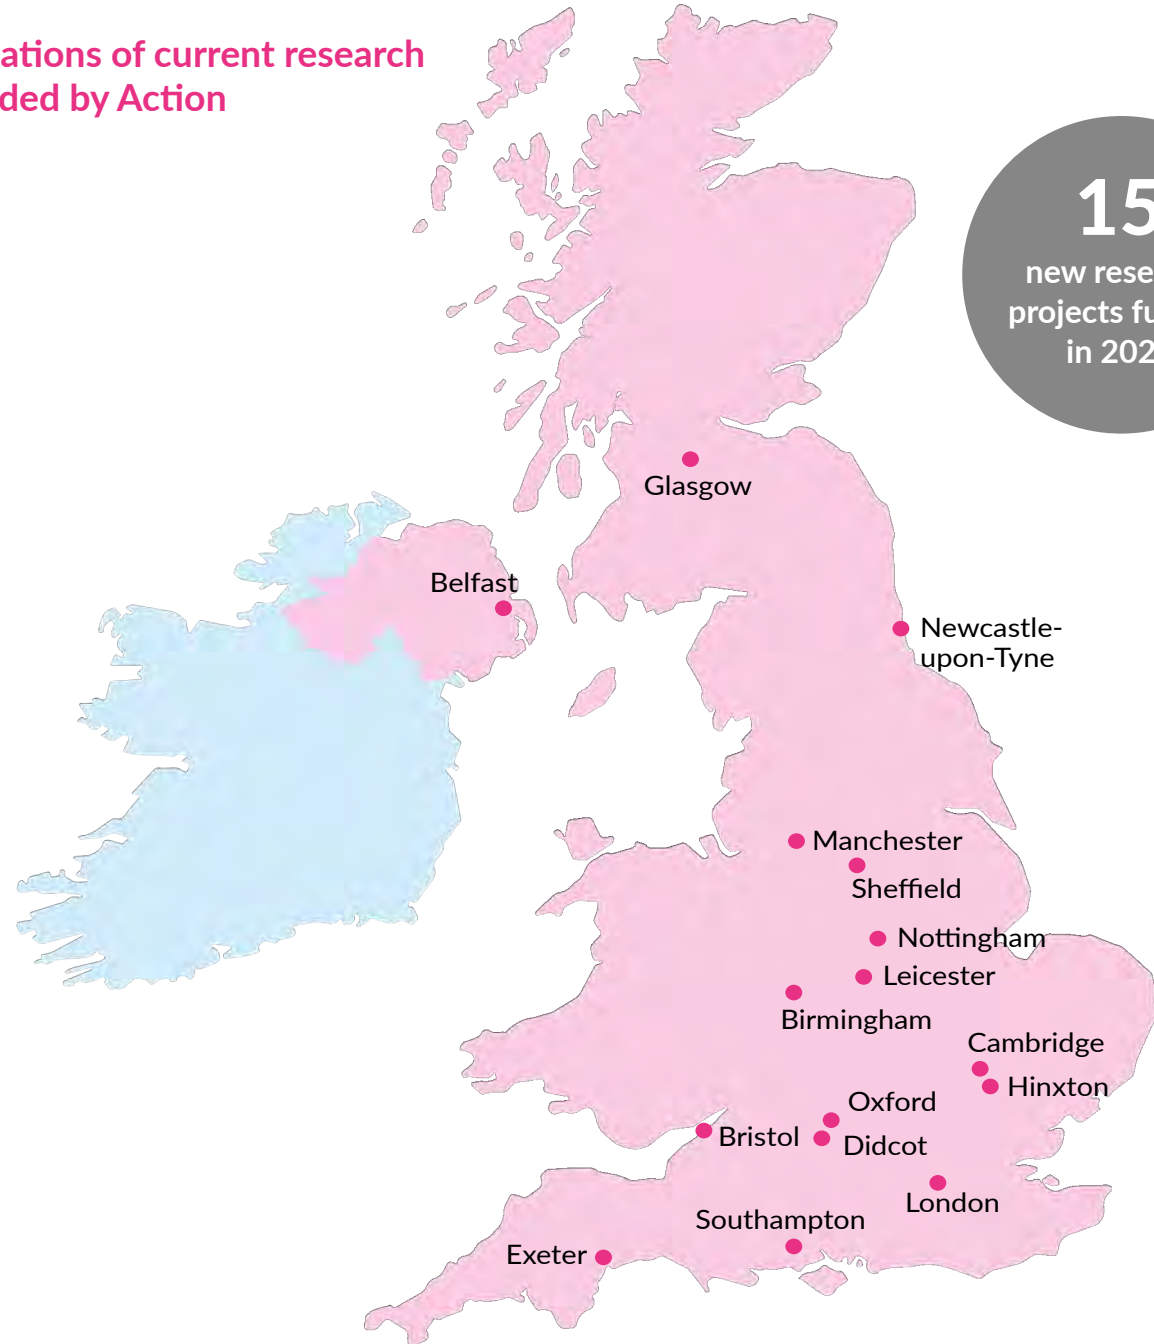 ations of current research
ded by Action
15
new rese
projects fu
in 202
Glasgow
Belfast
Newcastle-
upon-Tyne
Manchester
Sheffield
Nottingham
Leicester
Birmingham
Cambridge
Hinxton
Oxford
Bristol
Didcot
London
Southampton
Exeter